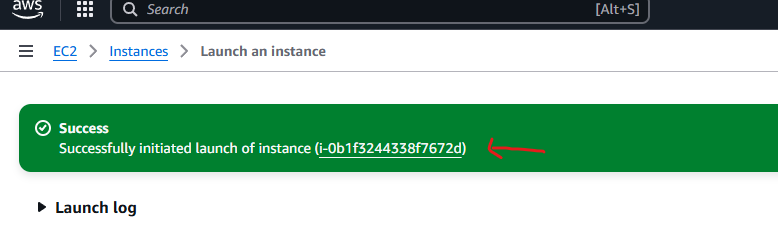 aws
Search [Alt+S]
EC2 > Instances > Launch an instance
Success
Successfully initiated launch of instance (i-0b1f3244338f7672d)
Launch log